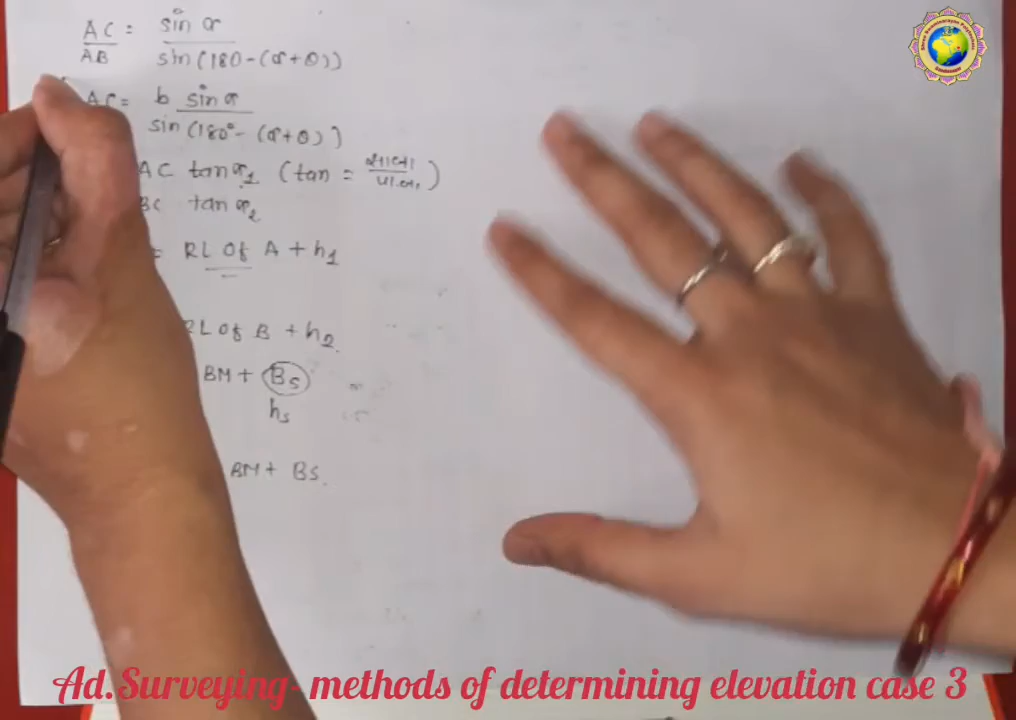 AC/AB = sin α / sin (180 - (α + θ))
AC = b sin α / sin (180° - (α + θ))
AC tan α1 (tan = સા.બા / પા.બા)
BC tan α2
= RL of A + h1
RL of B + h2.
BM + Bs
hs
BM + Bs.
Ad.Surveying- methods of determining elevation case 3